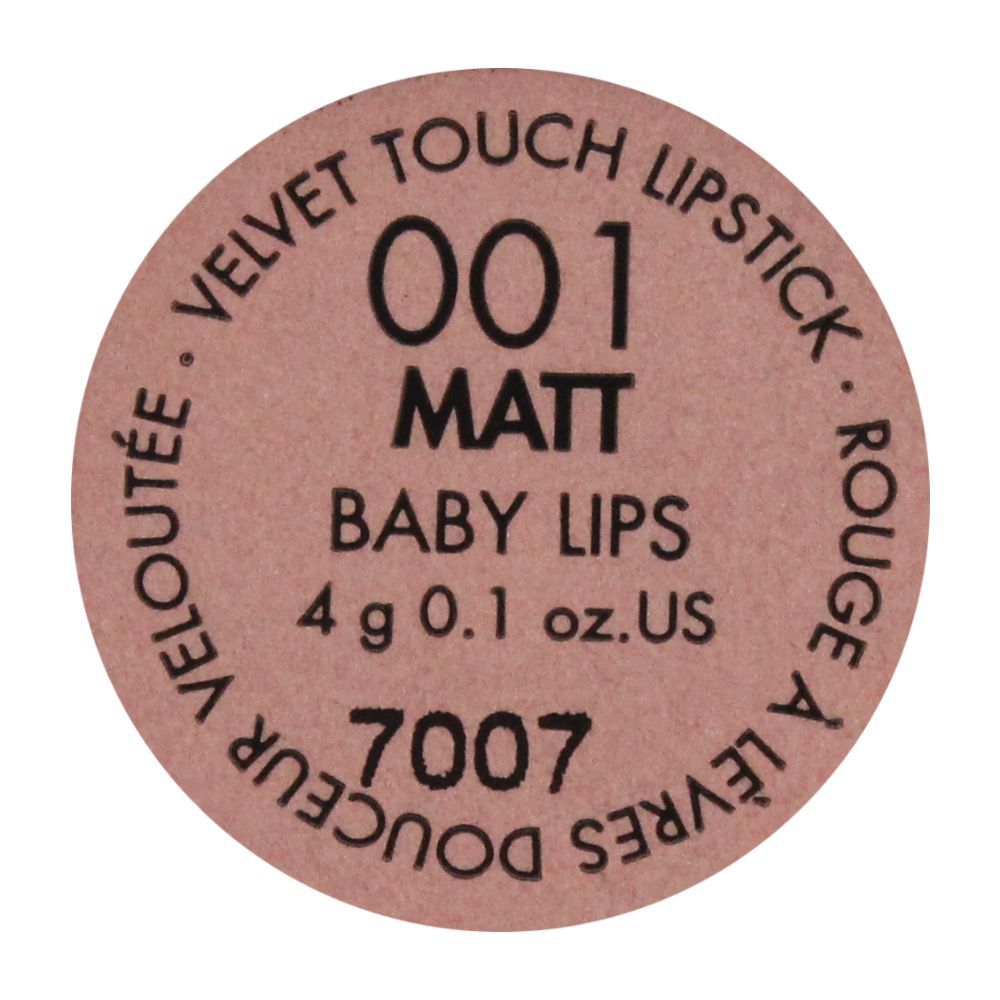 VELVET TOUCH LIPSTICK · ROUGE À LÈVRES DOUCEUR VELOUTÉE ·
001
MATT
BABY LIPS
4 g 0.1 oz.US
7007